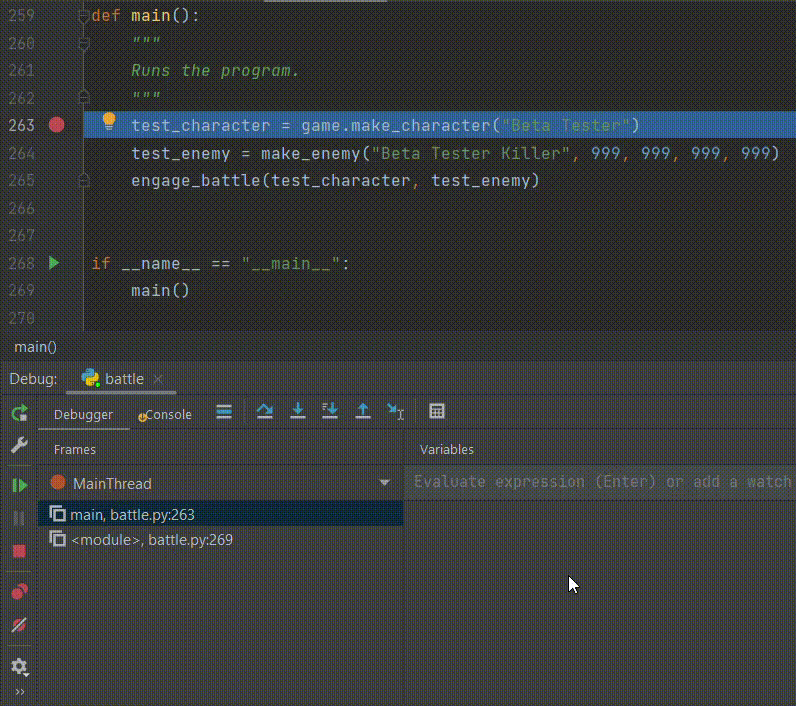 259 def main():
260 """
261 Runs the program.
262 """
263 test_character = game.make_character("Beta Tester")
264 test_enemy = make_enemy("Beta Tester Killer", 999, 999, 999, 999)
265 engage_battle(test_character, test_enemy)
266
267
268 if __name__ == "__main__":
269 main()
270
main()
Debug: battle
Debugger Console
Frames Variables
MainThread Evaluate expression (Enter) or add a watch
main, battle.py:263
<module>, battle.py:269